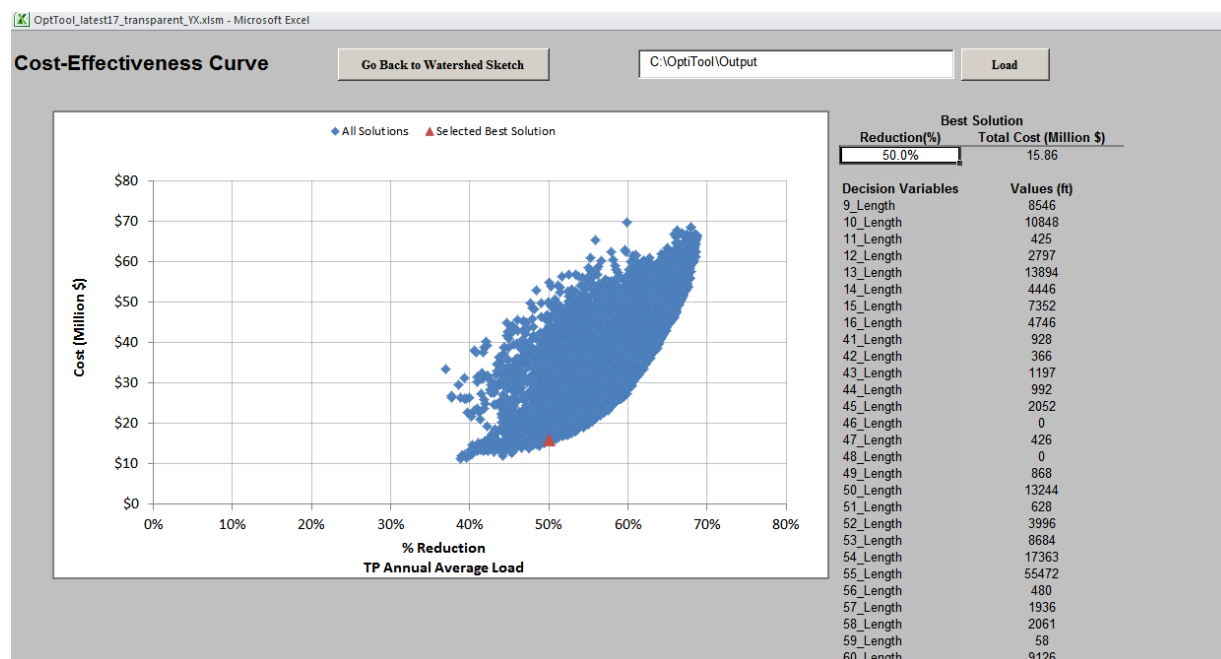 OptTool_latest17_transparent_YX.xlsm - Microsoft Excel
Cost-Effectiveness Curve
Go Back to Watershed Sketch
C:\OptiTool\Output
Load
All Solutions
Selected Best Solution
$80
$70
$60
$50
$40
$30
$20
$10
$0
Cost (Million $)
0% 10% 20% 30% 40% 50% 60% 70% 80%
% Reduction
TP Annual Average Load
Best Solution
Reduction(%) Total Cost (Million $)
50.0% 15.86
Decision Variables Values (ft)
9_Length 8546
10_Length 10848
11_Length 425
12_Length 2797
13_Length 13894
14_Length 4446
15_Length 7352
16_Length 4746
41_Length 928
42_Length 366
43_Length 1197
44_Length 992
45_Length 2052
46_Length 0
47_Length 426
48_Length 0
49_Length 868
50_Length 13244
51_Length 628
52_Length 3996
53_Length 8684
54_Length 17363
55_Length 55472
56_Length 480
57_Length 1936
58_Length 2061
59_Length 58
60_Length 9126